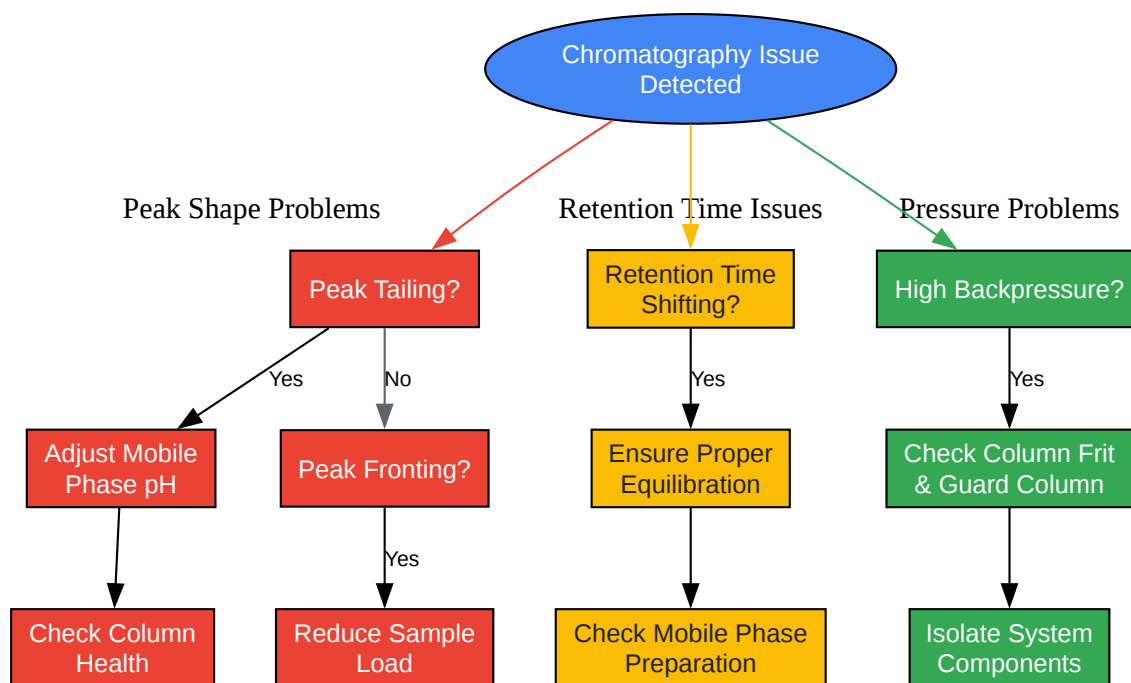 Chromatography Issue
Detected
Peak Shape Problems
Retention Time Issues
Pressure Problems
Peak Tailing?
Retention Time
Shifting?
High Backpressure?
Yes
No
Yes
Yes
Adjust Mobile
Phase pH
Peak Fronting?
Ensure Proper
Equilibration
Check Column Frit
& Guard Column
Yes
Check Column
Health
Reduce Sample
Load
Check Mobile Phase
Preparation
Isolate System
Components